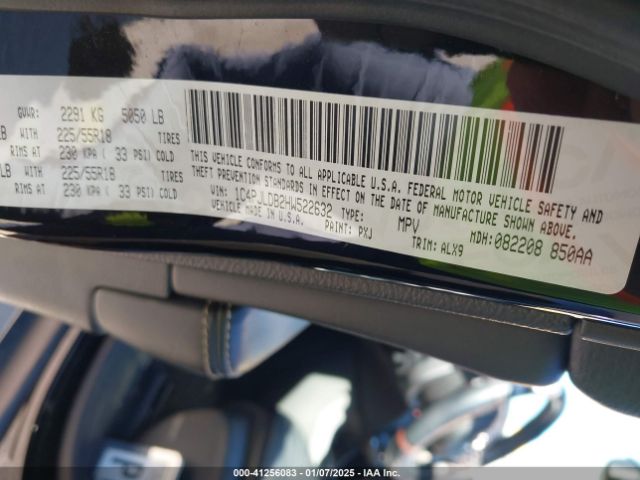 GVWR: 2291 KG 5050 LB
LB WITH 225/55R18 TIRES
RIMS AT 230 KPA ( 33 PSI) COLD
LB WITH 225/55R18 TIRES
RIMS AT 230 KPA ( 33 PSI) COLD
THIS VEHICLE CONFORMS TO ALL APPLICABLE U.S.A. FEDERAL MOTOR VEHICLE SAFETY AND
THEFT PREVENTION STANDARDS IN EFFECT ON THE DATE OF MANUFACTURE SHOWN ABOVE.
VIN: 1C4PJLDB2HW522632 TYPE: MPV MDH:082208 850AA
VEHICLE MADE IN U.S.A. PAINT: PXJ TRIM: ALX9
P
000-41256083 — 01/07/2025 — IAA Inc.